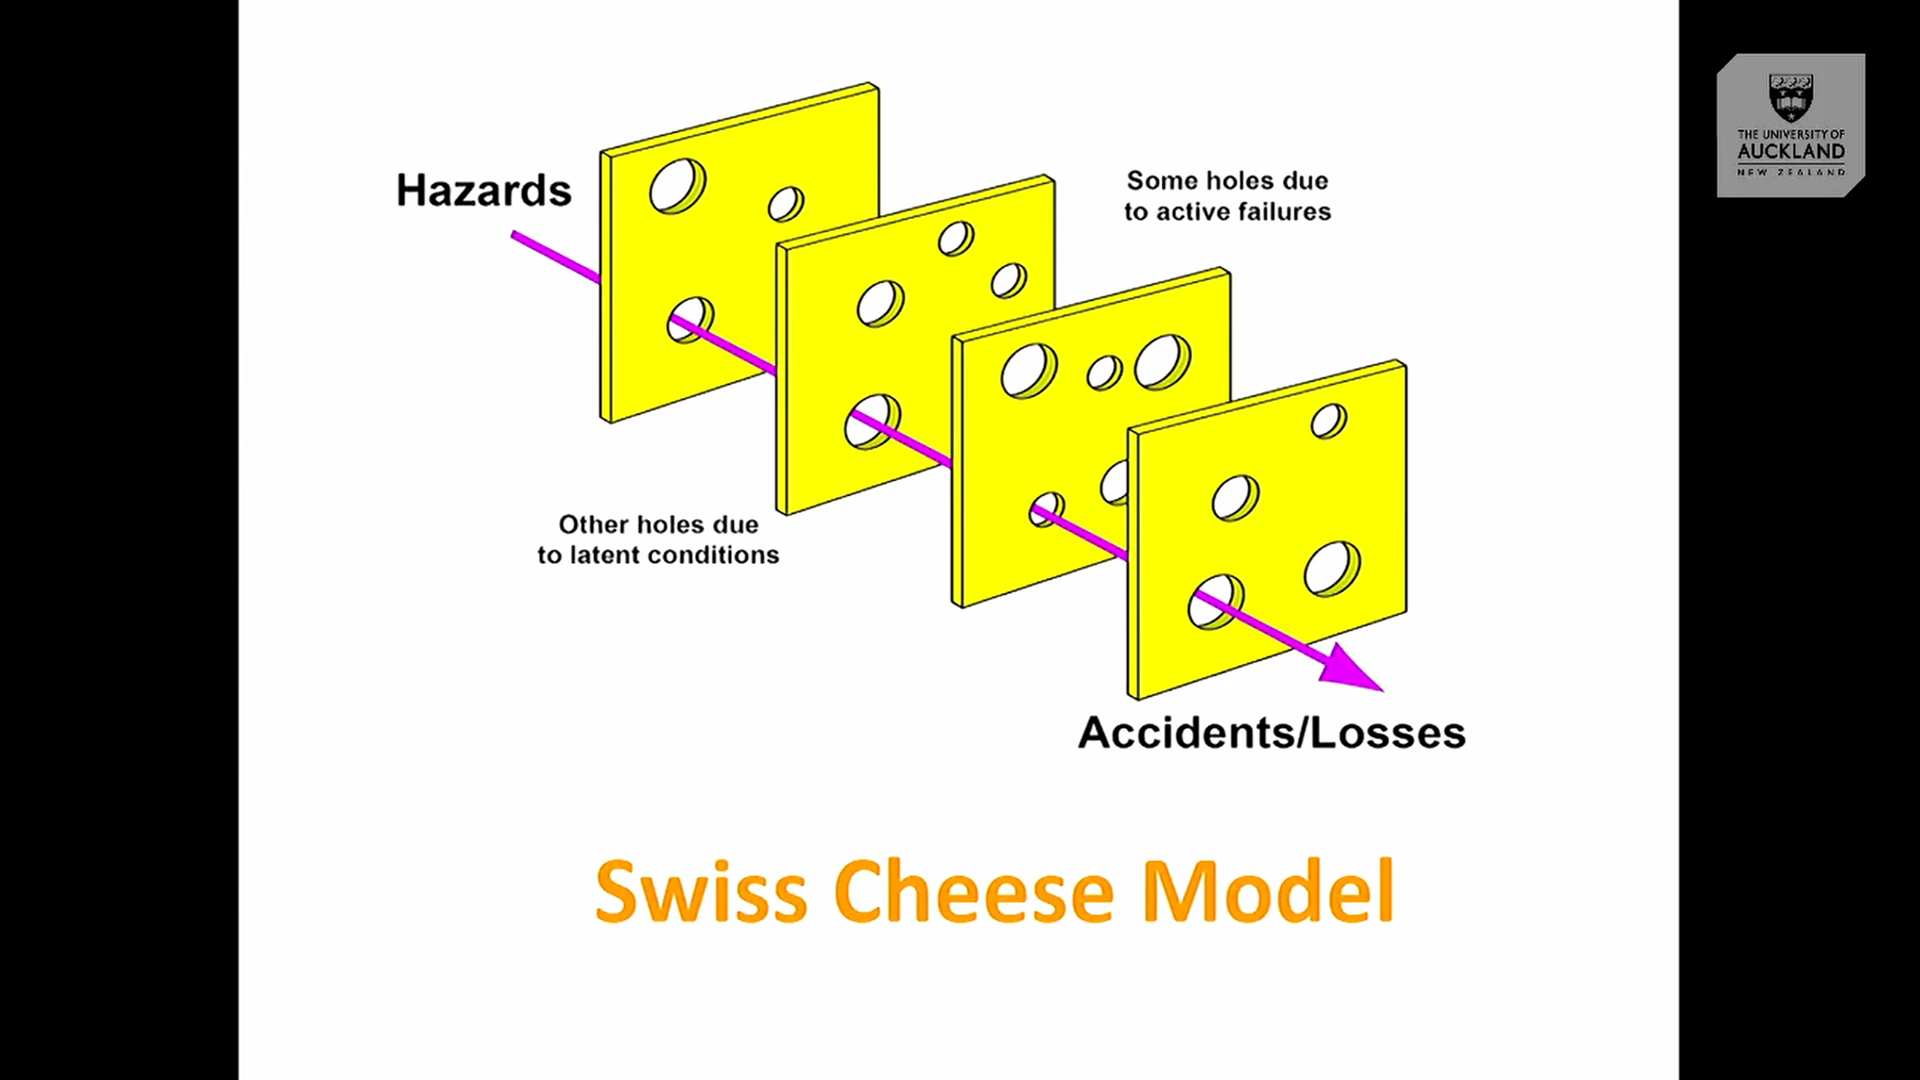 Hazards
Some holes due
to active failures
Other holes due
to latent conditions
Accidents/Losses
Swiss Cheese Model
THE UNIVERSITY OF
AUCKLAND
NEW ZEALAND